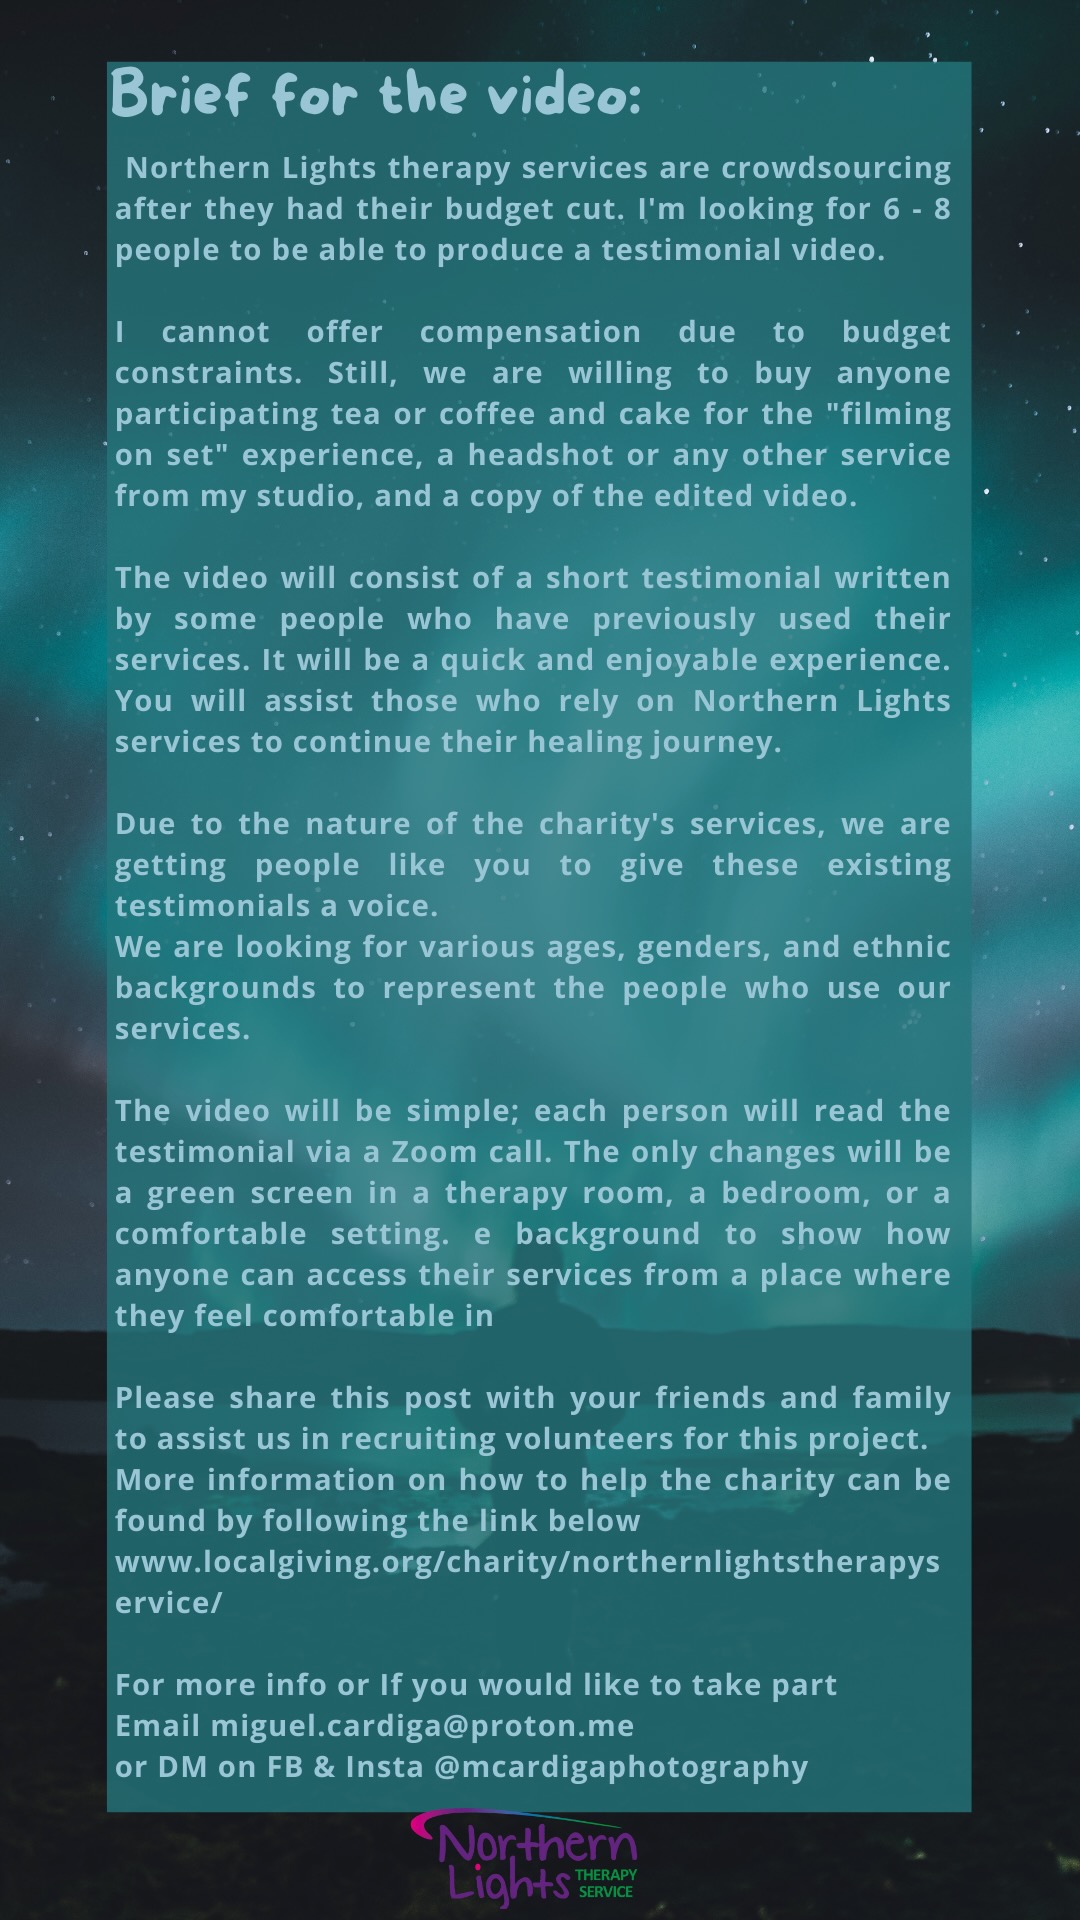 Brief for the video:
Northern Lights therapy services are crowdsourcing
after they had their budget cut. I'm looking for 6 - 8
people to be able to produce a testimonial video.
I cannot offer compensation due to budget
constraints. Still, we are willing to buy anyone
participating tea or coffee and cake for the "filming
on set" experience, a headshot or any other service
from my studio, and a copy of the edited video.
The video will consist of a short testimonial written
by some people who have previously used their
services. It will be a quick and enjoyable experience.
You will assist those who rely on Northern Lights
services to continue their healing journey.
Due to the nature of the charity's services, we are
getting people like you to give these existing
testimonials a voice.
We are looking for various ages, genders, and ethnic
backgrounds to represent the people who use our
services.
The video will be simple; each person will read the
testimonial via a Zoom call. The only changes will be
a green screen in a therapy room, a bedroom, or a
comfortable setting. e background to show how
anyone can access their services from a place where
they feel comfortable in
Please share this post with your friends and family
to assist us in recruiting volunteers for this project.
More information on how to help the charity can be
found by following the link below
www.localgiving.org/charity/northernlightstherapys
ervice/
For more info or If you would like to take part
Email miguel.cardiga@proton.me
or DM on FB & Insta @mcardigaphotography
Northern
Lights THERAPY
SERVICE